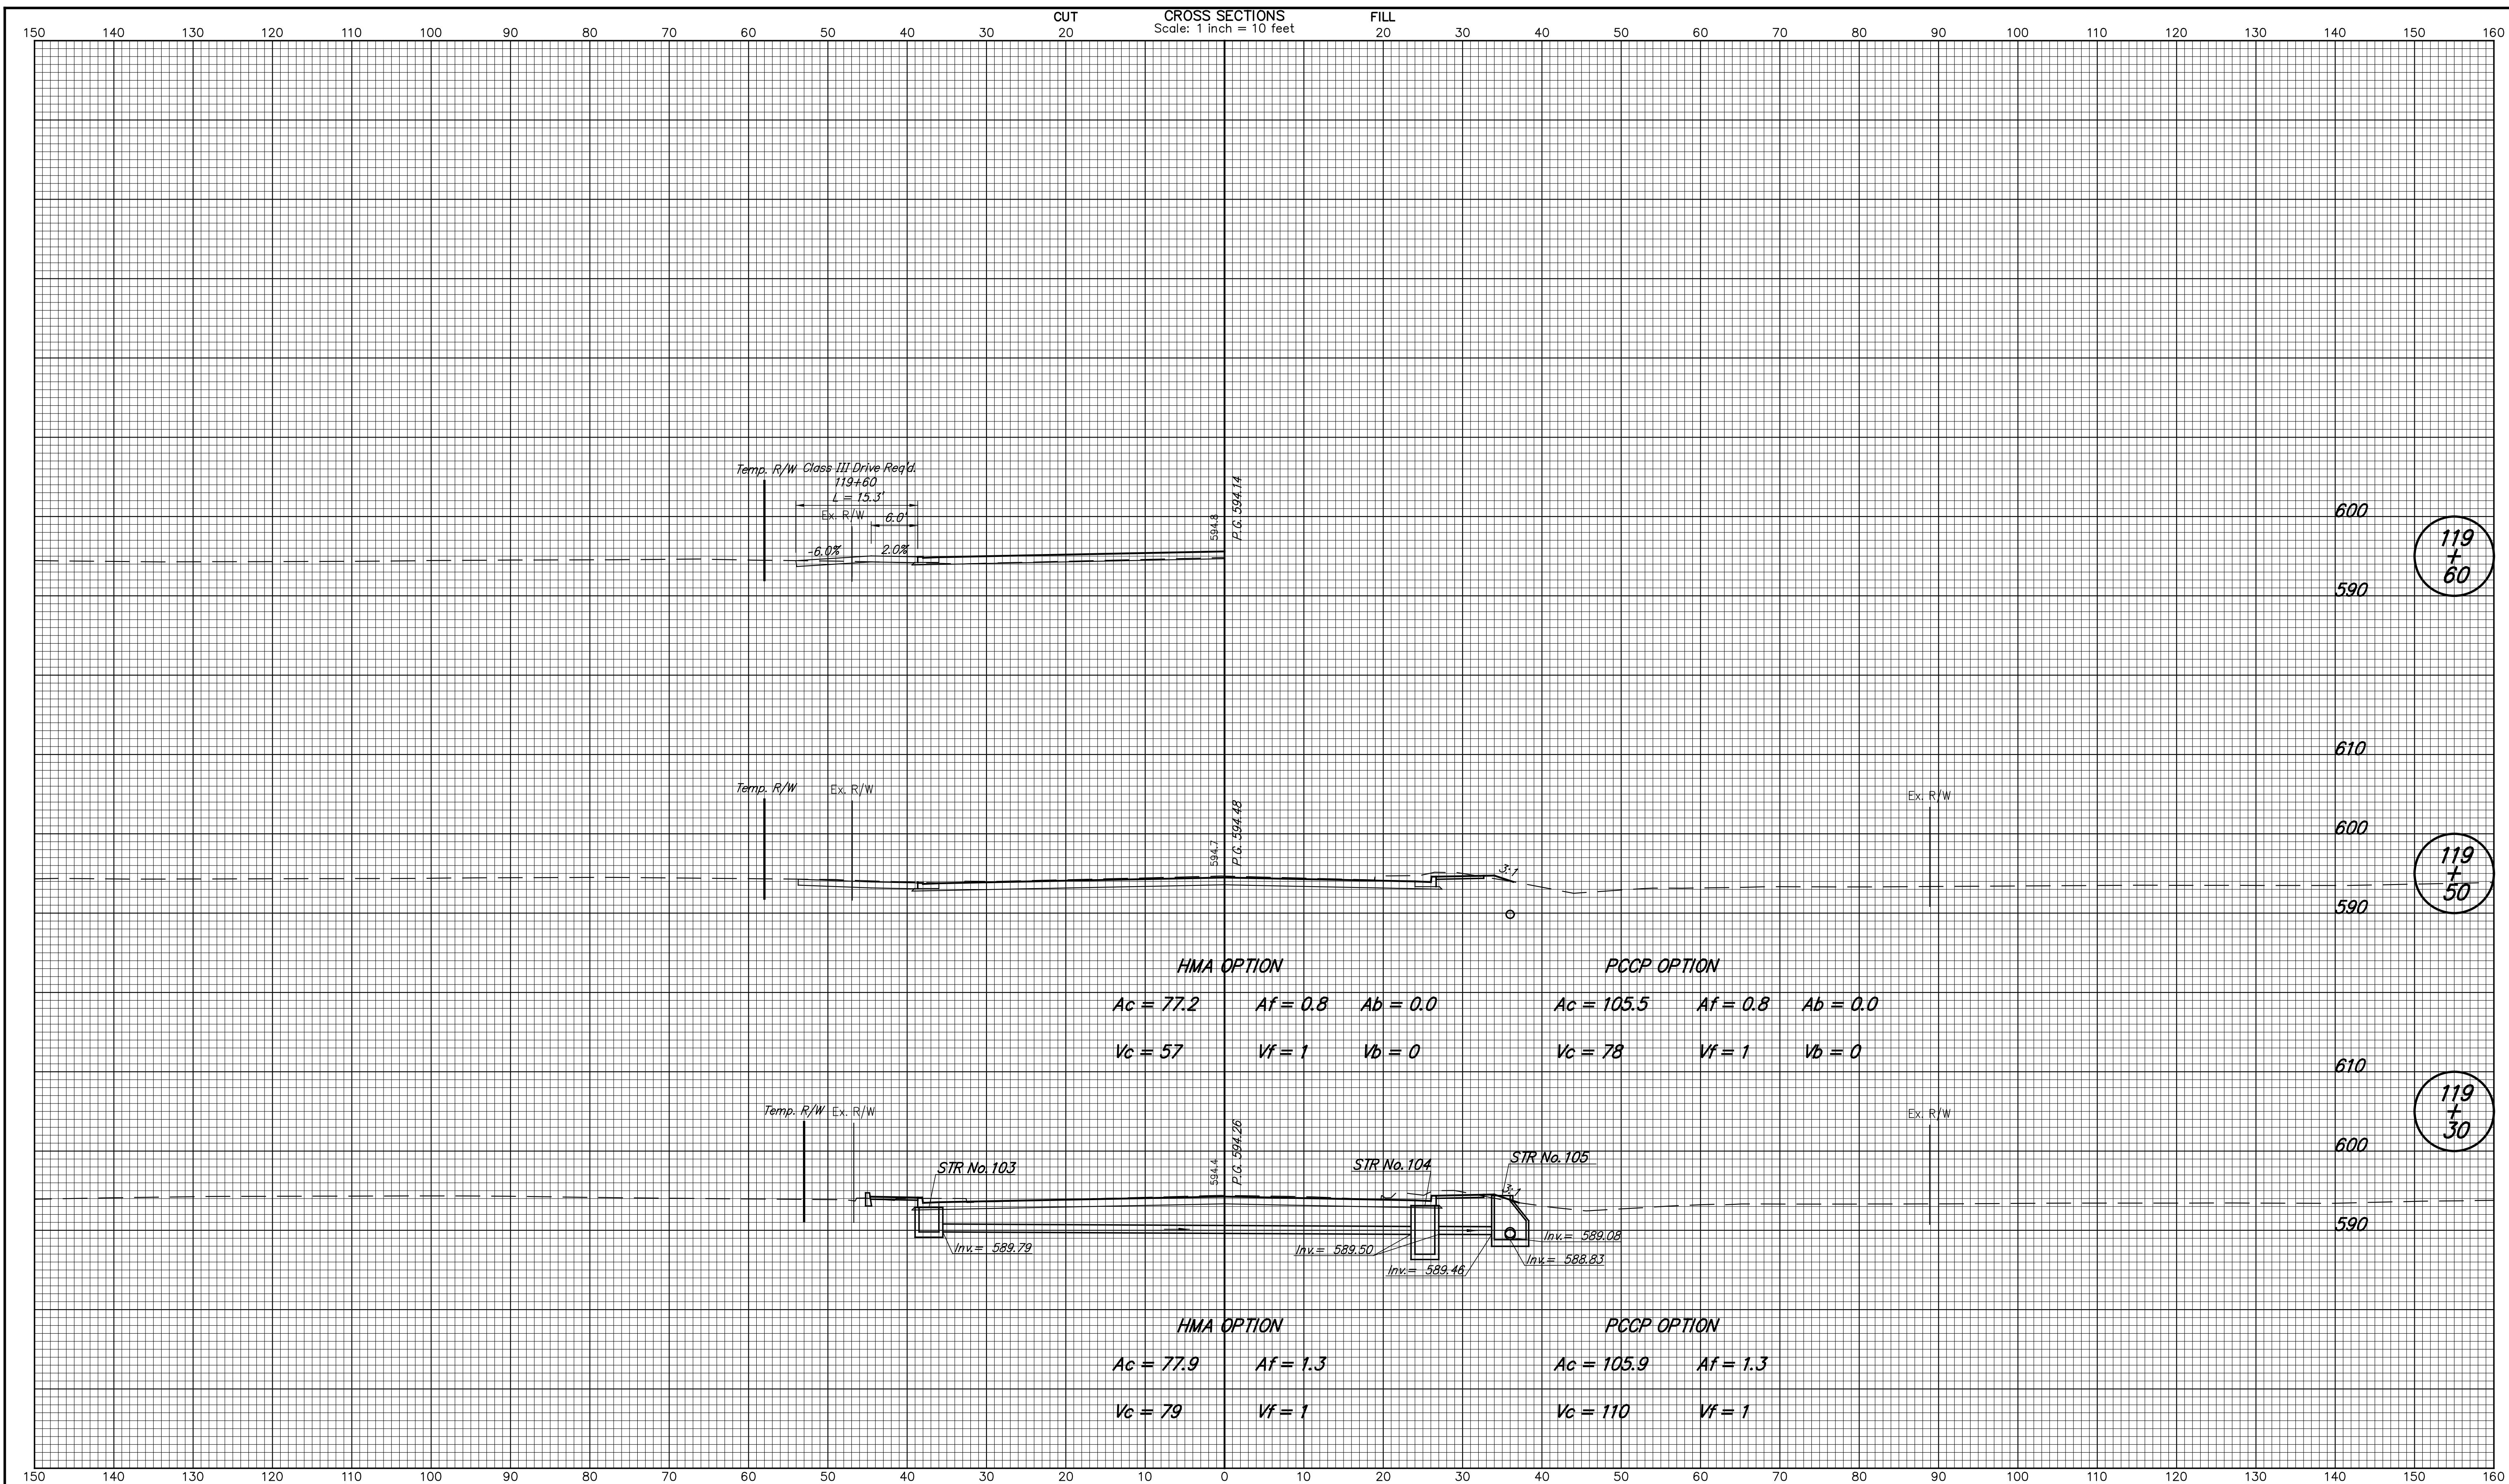 CUT CROSS SECTIONS FILL
Scale: 1 inch = 10 feet
150 140 130 120 110 100 90 80 70 60 50 40 30 20 10 0 10 20 30 40 50 60 70 80 90 100 110 120 130 140 150 160
Temp. R/W Class III Drive Req'd.
119+60
L = 15.3'
Ex. R/W 6.0'
-6.0% 2.0%
594.8
P.G. 594.14
600
590
119
+
60
610
Temp. R/W Ex. R/W
594.7
P.G. 594.48
3:1
Ex. R/W
600
590
119
+
50
HMA OPTION PCCP OPTION
Ac = 77.2 Af = 0.8 Ab = 0.0 Ac = 105.5 Af = 0.8 Ab = 0.0
Vc = 57 Vf = 1 Vb = 0 Vc = 78 Vf = 1 Vb = 0
610
Temp. R/W Ex. R/W
594.4
P.G. 594.26
Ex. R/W
119
+
30
600
STR No. 103 STR No. 104 STR No. 105
3:1
590
Inv.= 589.79 Inv.= 589.50 Inv.= 589.08
Inv.= 589.46 Inv.= 588.83
HMA OPTION PCCP OPTION
Ac = 77.9 Af = 1.3 Ac = 105.9 Af = 1.3
Vc = 79 Vf = 1 Vc = 110 Vf = 1
150 140 130 120 110 100 90 80 70 60 50 40 30 20 10 0 10 20 30 40 50 60 70 80 90 100 110 120 130 140 150 160